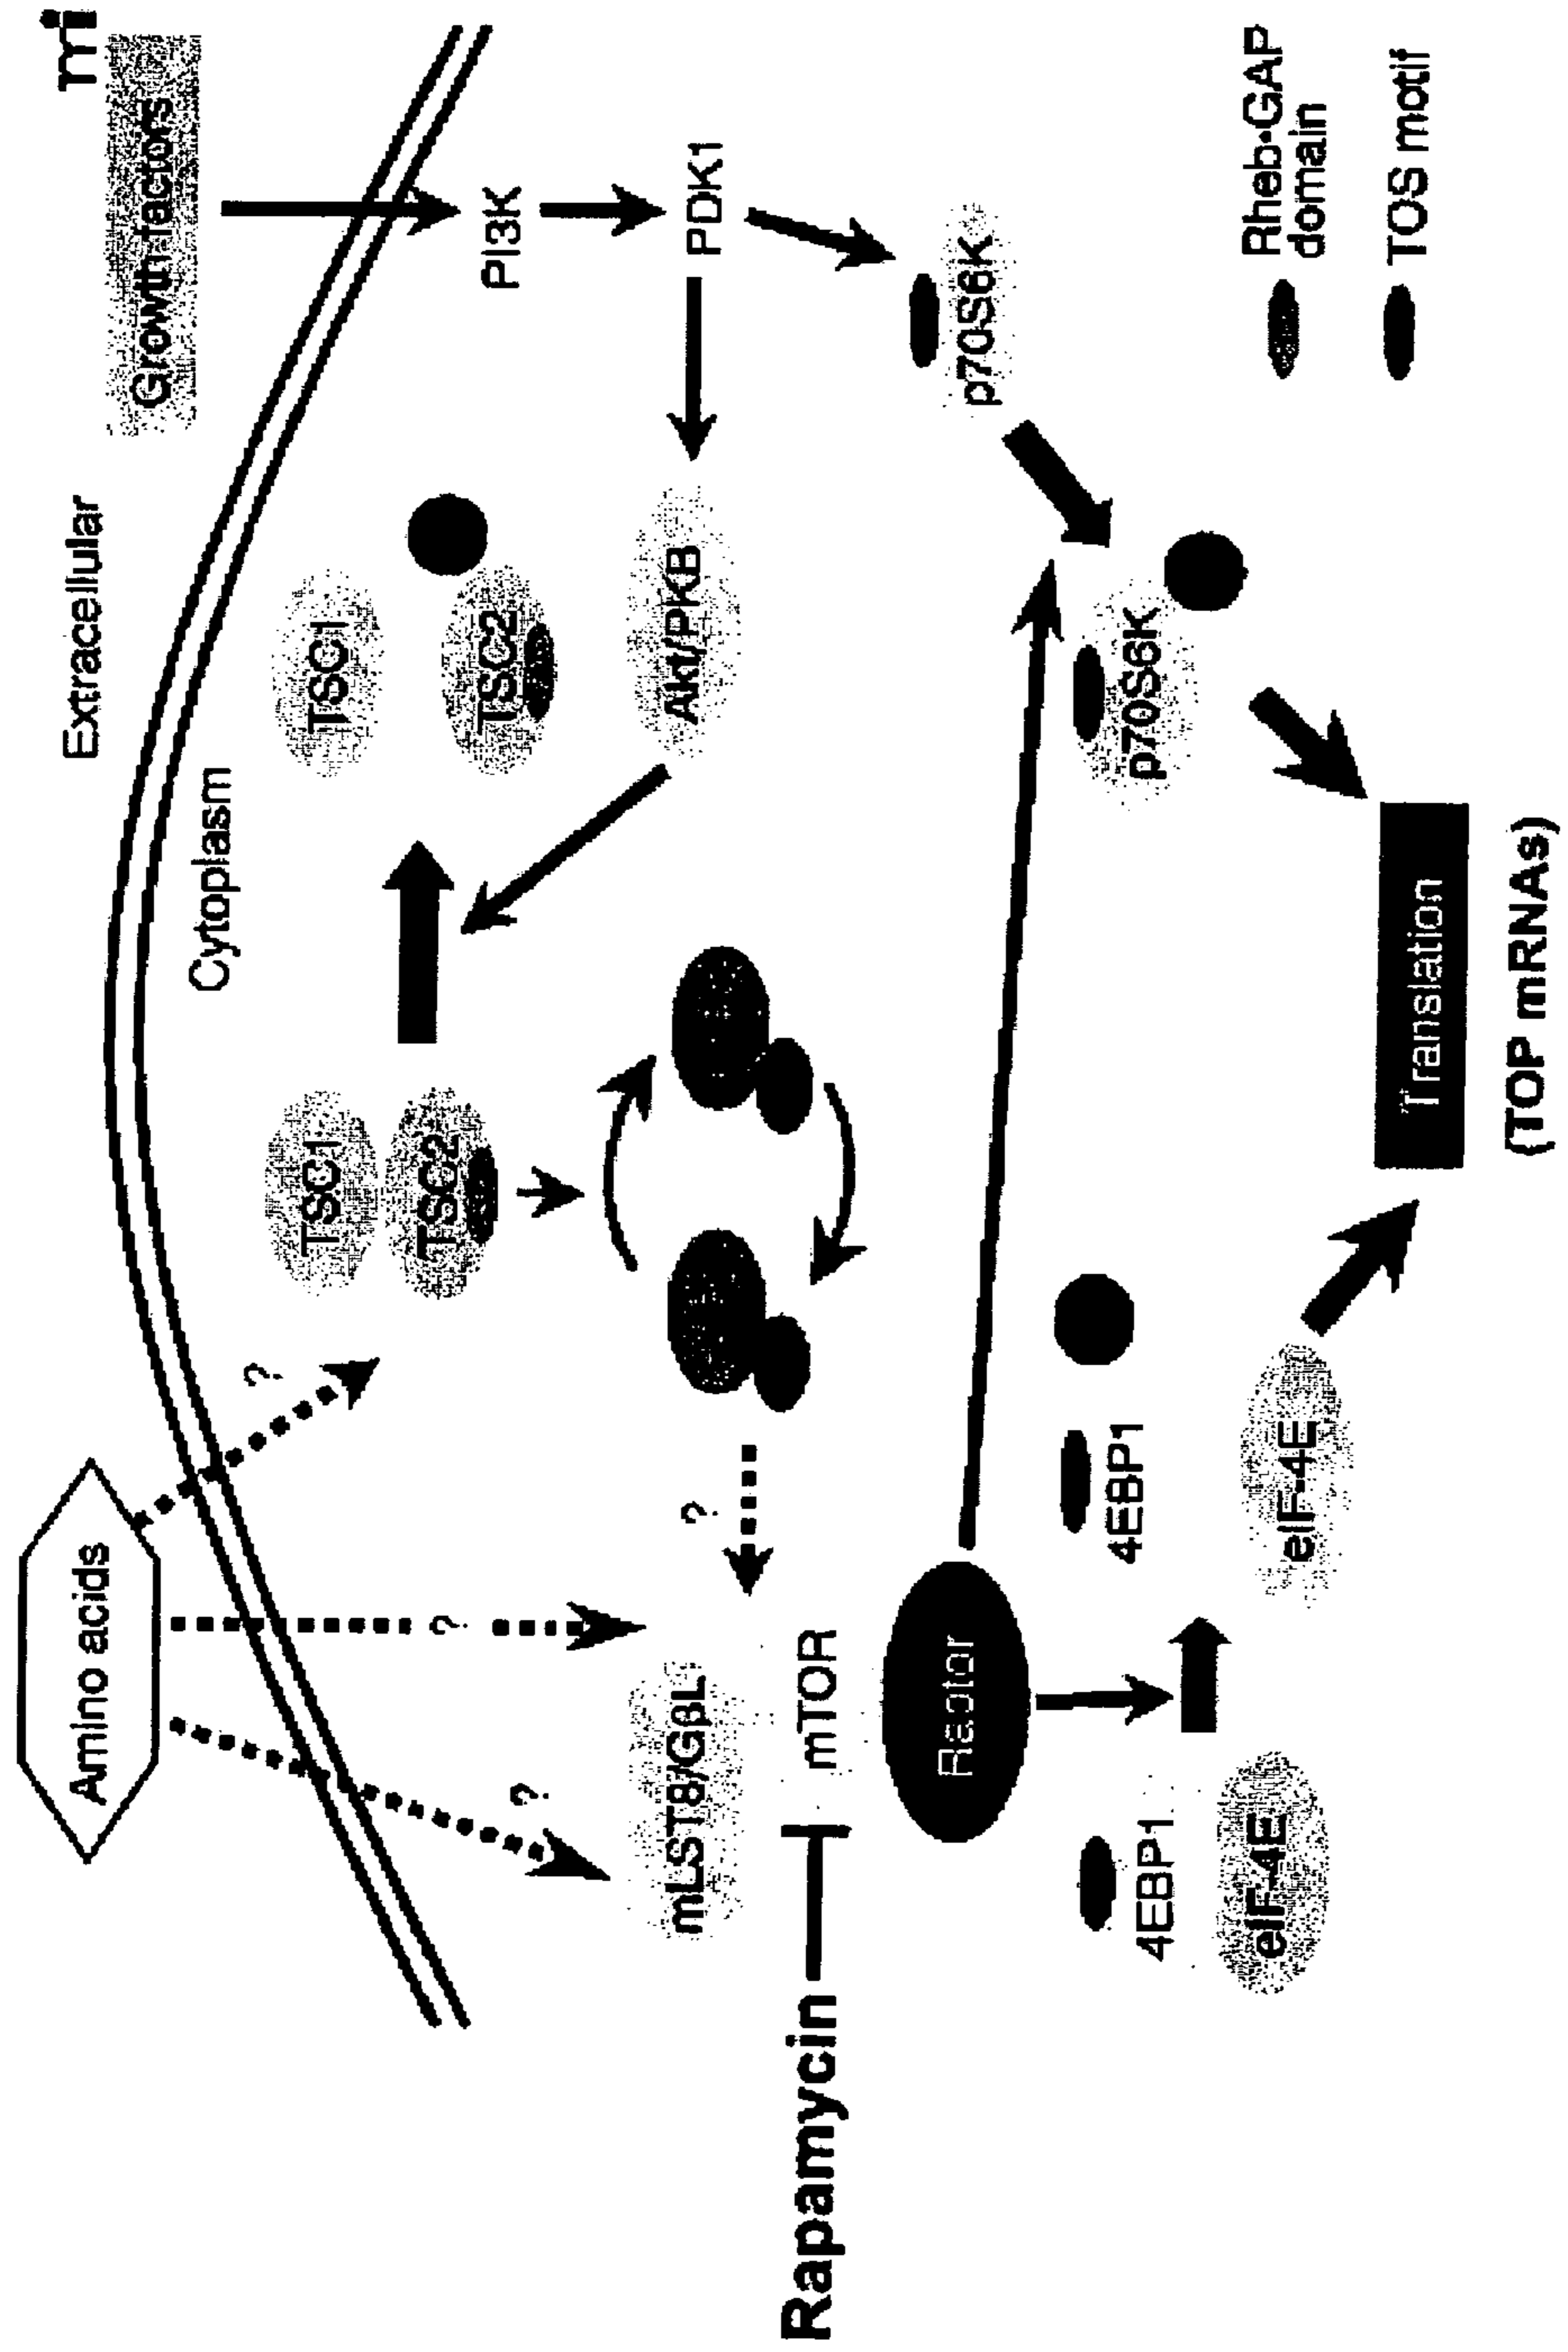 Extracellular
Growth factors
Amino acids
Cytoplasm
?
TSC1
TSC1
TSC2
TSC2
PI3K
?
?
mLST8/GβL
?
Akt/PKB
PDK1
Rapamycin
mTOR
Raptor
p70S6K
4EBP1
4EBP1
p70S6K
eIF-4E
eIF-4E
Rheb•GAP
domain
Translation
TOS motif
(TOP mRNAs)